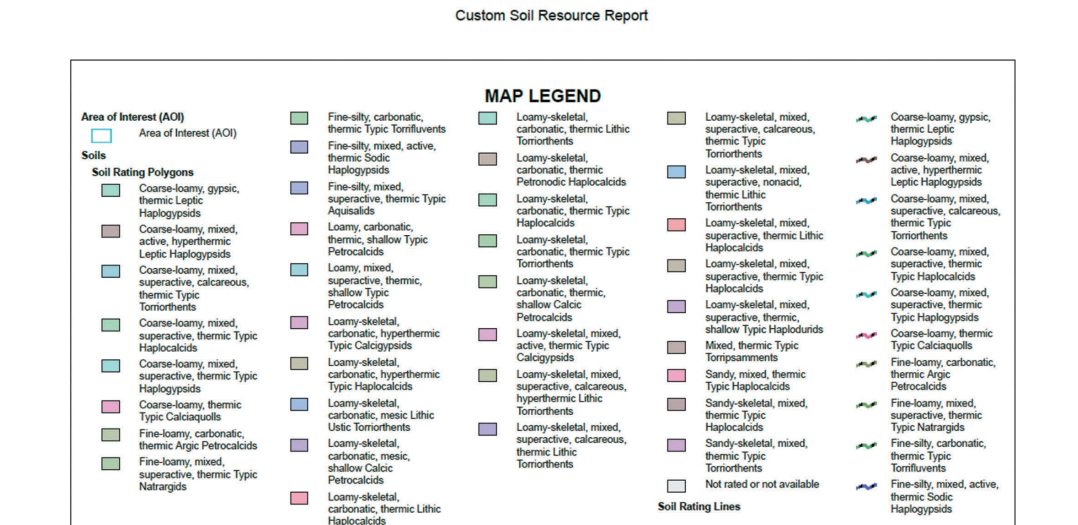 Custom Soil Resource Report
MAP LEGEND
Area of Interest (AOI)
Area of Interest (AOI)
Soils
Soil Rating Polygons
Coarse-loamy, gypsic,
thermic Leptic
Haplogypsids
Coarse-loamy, mixed,
active, hyperthermic
Leptic Haplogypsids
Coarse-loamy, mixed,
superactive, calcareous,
thermic Typic
Torriorthents
Coarse-loamy, mixed,
superactive, thermic Typic
Haplocalcids
Coarse-loamy, mixed,
superactive, thermic Typic
Haplogypsids
Coarse-loamy, thermic
Typic Calciaquolls
Fine-loamy, carbonatic,
thermic Argic Petrocalcids
Fine-loamy, mixed,
superactive, thermic Typic
Natrargids
Fine-silty, carbonatic,
thermic Typic Torrifluvents
Fine-silty, mixed, active,
thermic Sodic
Haplogypsids
Fine-silty, mixed,
superactive, thermic Typic
Aquisalids
Loamy, carbonatic,
thermic, shallow Typic
Petrocalcids
Loamy, mixed,
superactive, thermic,
shallow Typic
Petrocalcids
Loamy-skeletal,
carbonatic, hyperthermic
Typic Calcigypsids
Loamy-skeletal,
carbonatic, hyperthermic
Typic Haplocalcids
Loamy-skeletal,
carbonatic, mesic Lithic
Ustic Torriorthents
Loamy-skeletal,
carbonatic, mesic,
shallow Calcic
Petrocalcids
Loamy-skeletal,
carbonatic, thermic Lithic
Haplocalcids
Loamy-skeletal,
carbonatic, thermic Lithic
Torriorthents
Loamy-skeletal,
carbonatic, thermic
Petronodic Haplocalcids
Loamy-skeletal,
carbonatic, thermic Typic
Haplocalcids
Loamy-skeletal,
carbonatic, thermic Typic
Torriorthents
Loamy-skeletal,
carbonatic, thermic,
shallow Calcic
Petrocalcids
Loamy-skeletal, mixed,
active, thermic Typic
Calcigypsids
Loamy-skeletal, mixed,
superactive, calcareous,
hyperthermic Lithic
Torriorthents
Loamy-skeletal, mixed,
superactive, calcareous,
thermic Lithic
Torriorthents
Loamy-skeletal, mixed,
superactive, calcareous,
thermic Typic
Torriorthents
Loamy-skeletal, mixed,
superactive, nonacid,
thermic Lithic
Torriorthents
Loamy-skeletal, mixed,
superactive, thermic Lithic
Haplocalcids
Loamy-skeletal, mixed,
superactive, thermic Typic
Haplocalcids
Loamy-skeletal, mixed,
superactive, thermic,
shallow Typic Haplodurids
Mixed, thermic Typic
Torripsamments
Sandy, mixed, thermic
Typic Haplocalcids
Sandy-skeletal, mixed,
thermic Typic
Haplocalcids
Sandy-skeletal, mixed,
thermic Typic
Torriorthents
Not rated or not available
Soil Rating Lines
Coarse-loamy, gypsic,
thermic Leptic
Haplogypsids
Coarse-loamy, mixed,
active, hyperthermic
Leptic Haplogypsids
Coarse-loamy, mixed,
superactive, calcareous,
thermic Typic
Torriorthents
Coarse-loamy, mixed,
superactive, thermic
Typic Haplocalcids
Coarse-loamy, mixed,
superactive, thermic
Typic Haplogypsids
Coarse-loamy, thermic
Typic Calciaquolls
Fine-loamy, carbonatic,
thermic Argic
Petrocalcids
Fine-loamy, mixed,
superactive, thermic
Typic Natrargids
Fine-silty, carbonatic,
thermic Typic
Torrifluvents
Fine-silty, mixed, active,
thermic Sodic
Haplogypsids